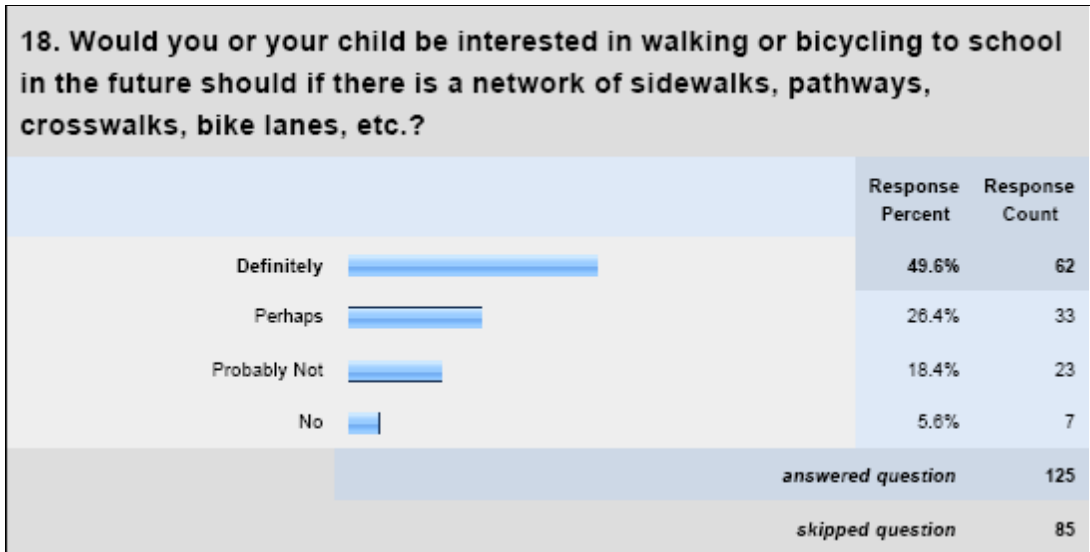 18. Would you or your child be interested in walking or bicycling to school
in the future should if there is a network of sidewalks, pathways,
crosswalks, bike lanes, etc.?
Response Percent Response Count
Definitely 49.6% 62
Perhaps 26.4% 33
Probably Not 18.4% 23
No 5.6% 7
answered question 125
skipped question 85